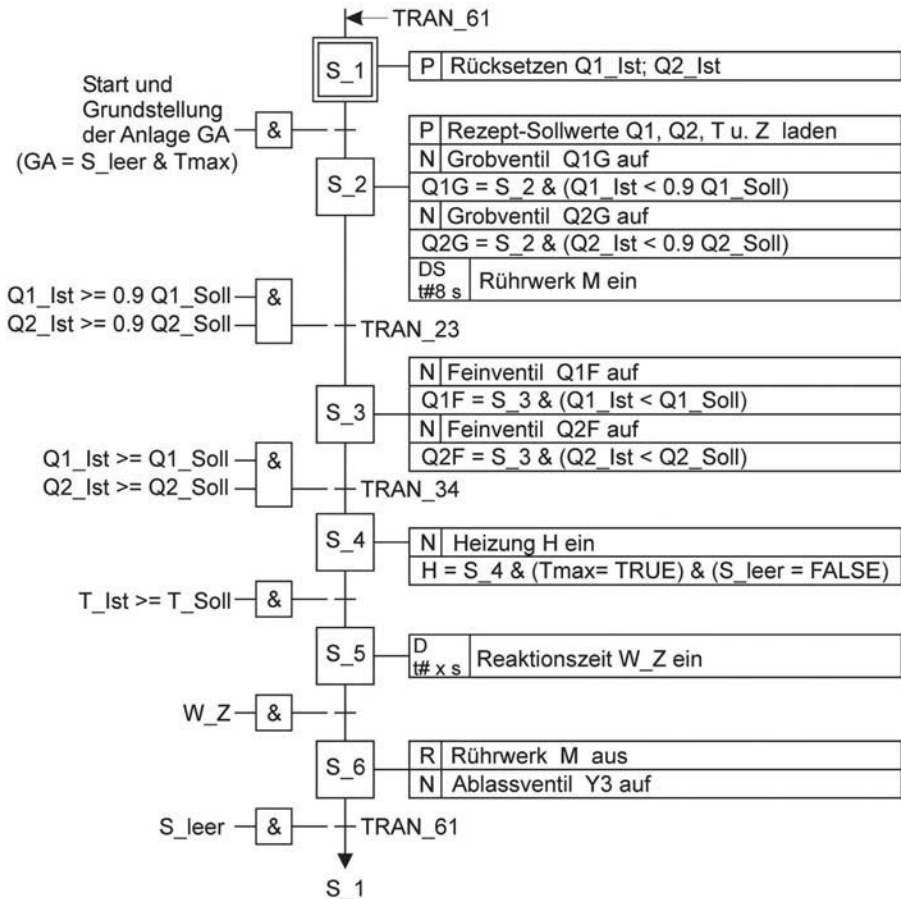 TRAN_61
S_1
P Rücksetzen Q1_Ist; Q2_Ist
Start und
Grundstellung
der Anlage GA
(GA = S_leer & Tmax)
&
S_2
P Rezept-Sollwerte Q1, Q2, T u. Z laden
N Grobventil Q1G auf
Q1G = S_2 & (Q1_Ist < 0.9 Q1_Soll)
N Grobventil Q2G auf
Q2G = S_2 & (Q2_Ist < 0.9 Q2_Soll)
DS
t#8 s
Rührwerk M ein
Q1_Ist >= 0.9 Q1_Soll
&
Q2_Ist >= 0.9 Q2_Soll
TRAN_23
S_3
N Feinventil Q1F auf
Q1F = S_3 & (Q1_Ist < Q1_Soll)
N Feinventil Q2F auf
Q2F = S_3 & (Q2_Ist < Q2_Soll)
Q1_Ist >= Q1_Soll
&
Q2_Ist >= Q2_Soll
TRAN_34
S_4
N Heizung H ein
H = S_4 & (Tmax= TRUE) & (S_leer = FALSE)
T_Ist >= T_Soll
&
S_5
D
t# x s
Reaktionszeit W_Z ein
W_Z
&
S_6
R Rührwerk M aus
N Ablassventil Y3 auf
S_leer
&
TRAN_61
S_1